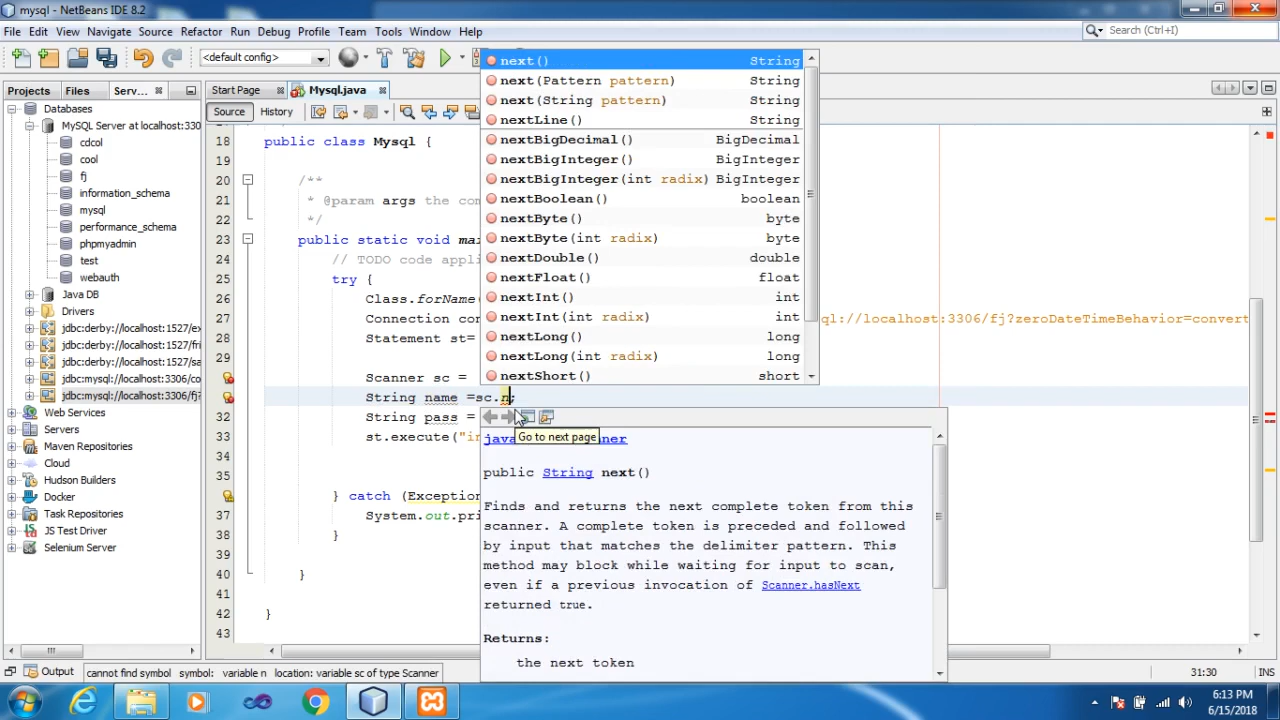 mysql - NetBeans IDE 8.2
File Edit View Navigate Source Refactor Run Debug Profile Team Tools Window Help
Search (Ctrl+I)
<default config>
Projects Files Serv...
Start Page Mysql.java
Source History
Databases
MySQL Server at localhost:330
cdcol
cool
fj
information_schema
mysql
performance_schema
phpmyadmin
test
webauth
Java DB
Drivers
jdbc:derby://localhost:1527/ex
jdbc:derby://localhost:1527/fri
jdbc:derby://localhost:1527/sa
jdbc:mysql://localhost:3306/co
jdbc:mysql://localhost:3306/fj?
Web Services
Servers
Maven Repositories
Cloud
Hudson Builders
Docker
Task Repositories
JS Test Driver
Selenium Server
18 public class Mysql {
19
20 /**
21 * @param args the com
22 */
23 public static void mai
24 // TODO code appli
25 try {
26 Class.forName(
27 Connection con ql://localhost:3306/fj?zeroDateTimeBehavior=convert
28 Statement st=
29
Scanner sc =
String name =sc.n;
32 String pass =
33 st.execute("in
35
} catch (Exception
37 System.out.pri
38 }
39
40 }
41
42 }
43
next() String
next(Pattern pattern) String
next(String pattern) String
nextLine() String
nextBigDecimal() BigDecimal
nextBigInteger() BigInteger
nextBigInteger(int radix) BigInteger
nextBoolean() boolean
nextByte() byte
nextByte(int radix) byte
nextDouble() double
nextFloat() float
nextInt() int
nextInt(int radix) int
nextLong() long
nextLong(int radix) long
nextShort() short
Go to next page
public String next()
Finds and returns the next complete token from this
scanner. A complete token is preceded and followed
by input that matches the delimiter pattern. This
method may block while waiting for input to scan,
even if a previous invocation of Scanner.hasNext
returned true.
Returns:
the next token
Output
cannot find symbol symbol: variable n location: variable sc of type Scanner
31:30 INS
6:13 PM
6/15/2018